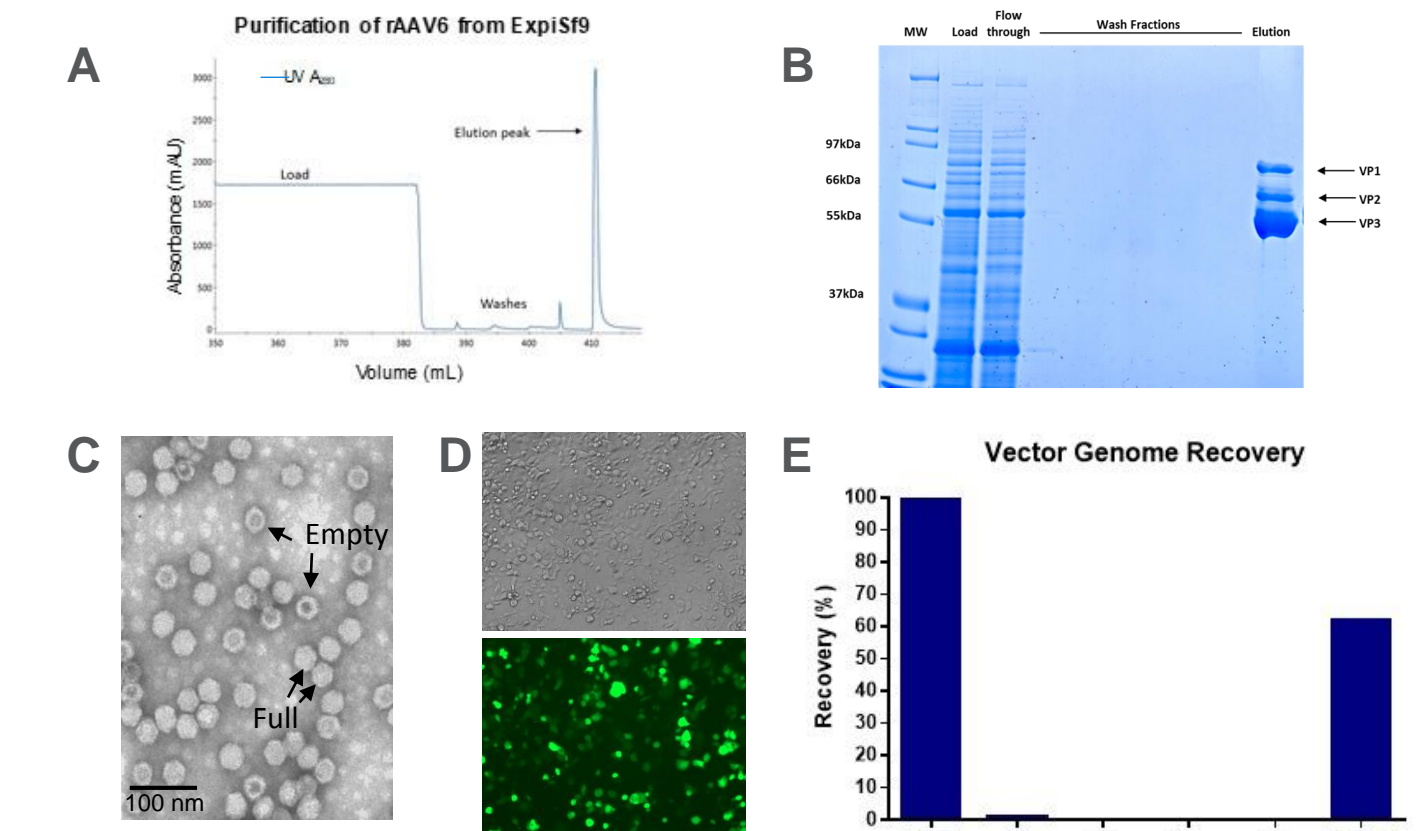 A
Purification of rAAV6 from ExpiSf9
UV A280
Elution peak
Load
Washes
3000
2500
2000
1500
1000
500
0
350 360 370 380 390 400 410
Absorbance (mAU)
Volume (mL)
B
MW Load Flow through Wash Fractions Elution
97kDa
66kDa
55kDa
37kDa
VP1
VP2
VP3
C
Empty
Full
100 nm
D
E
Vector Genome Recovery
Recovery (% )
100
90
80
70
60
50
40
30
20
10
0